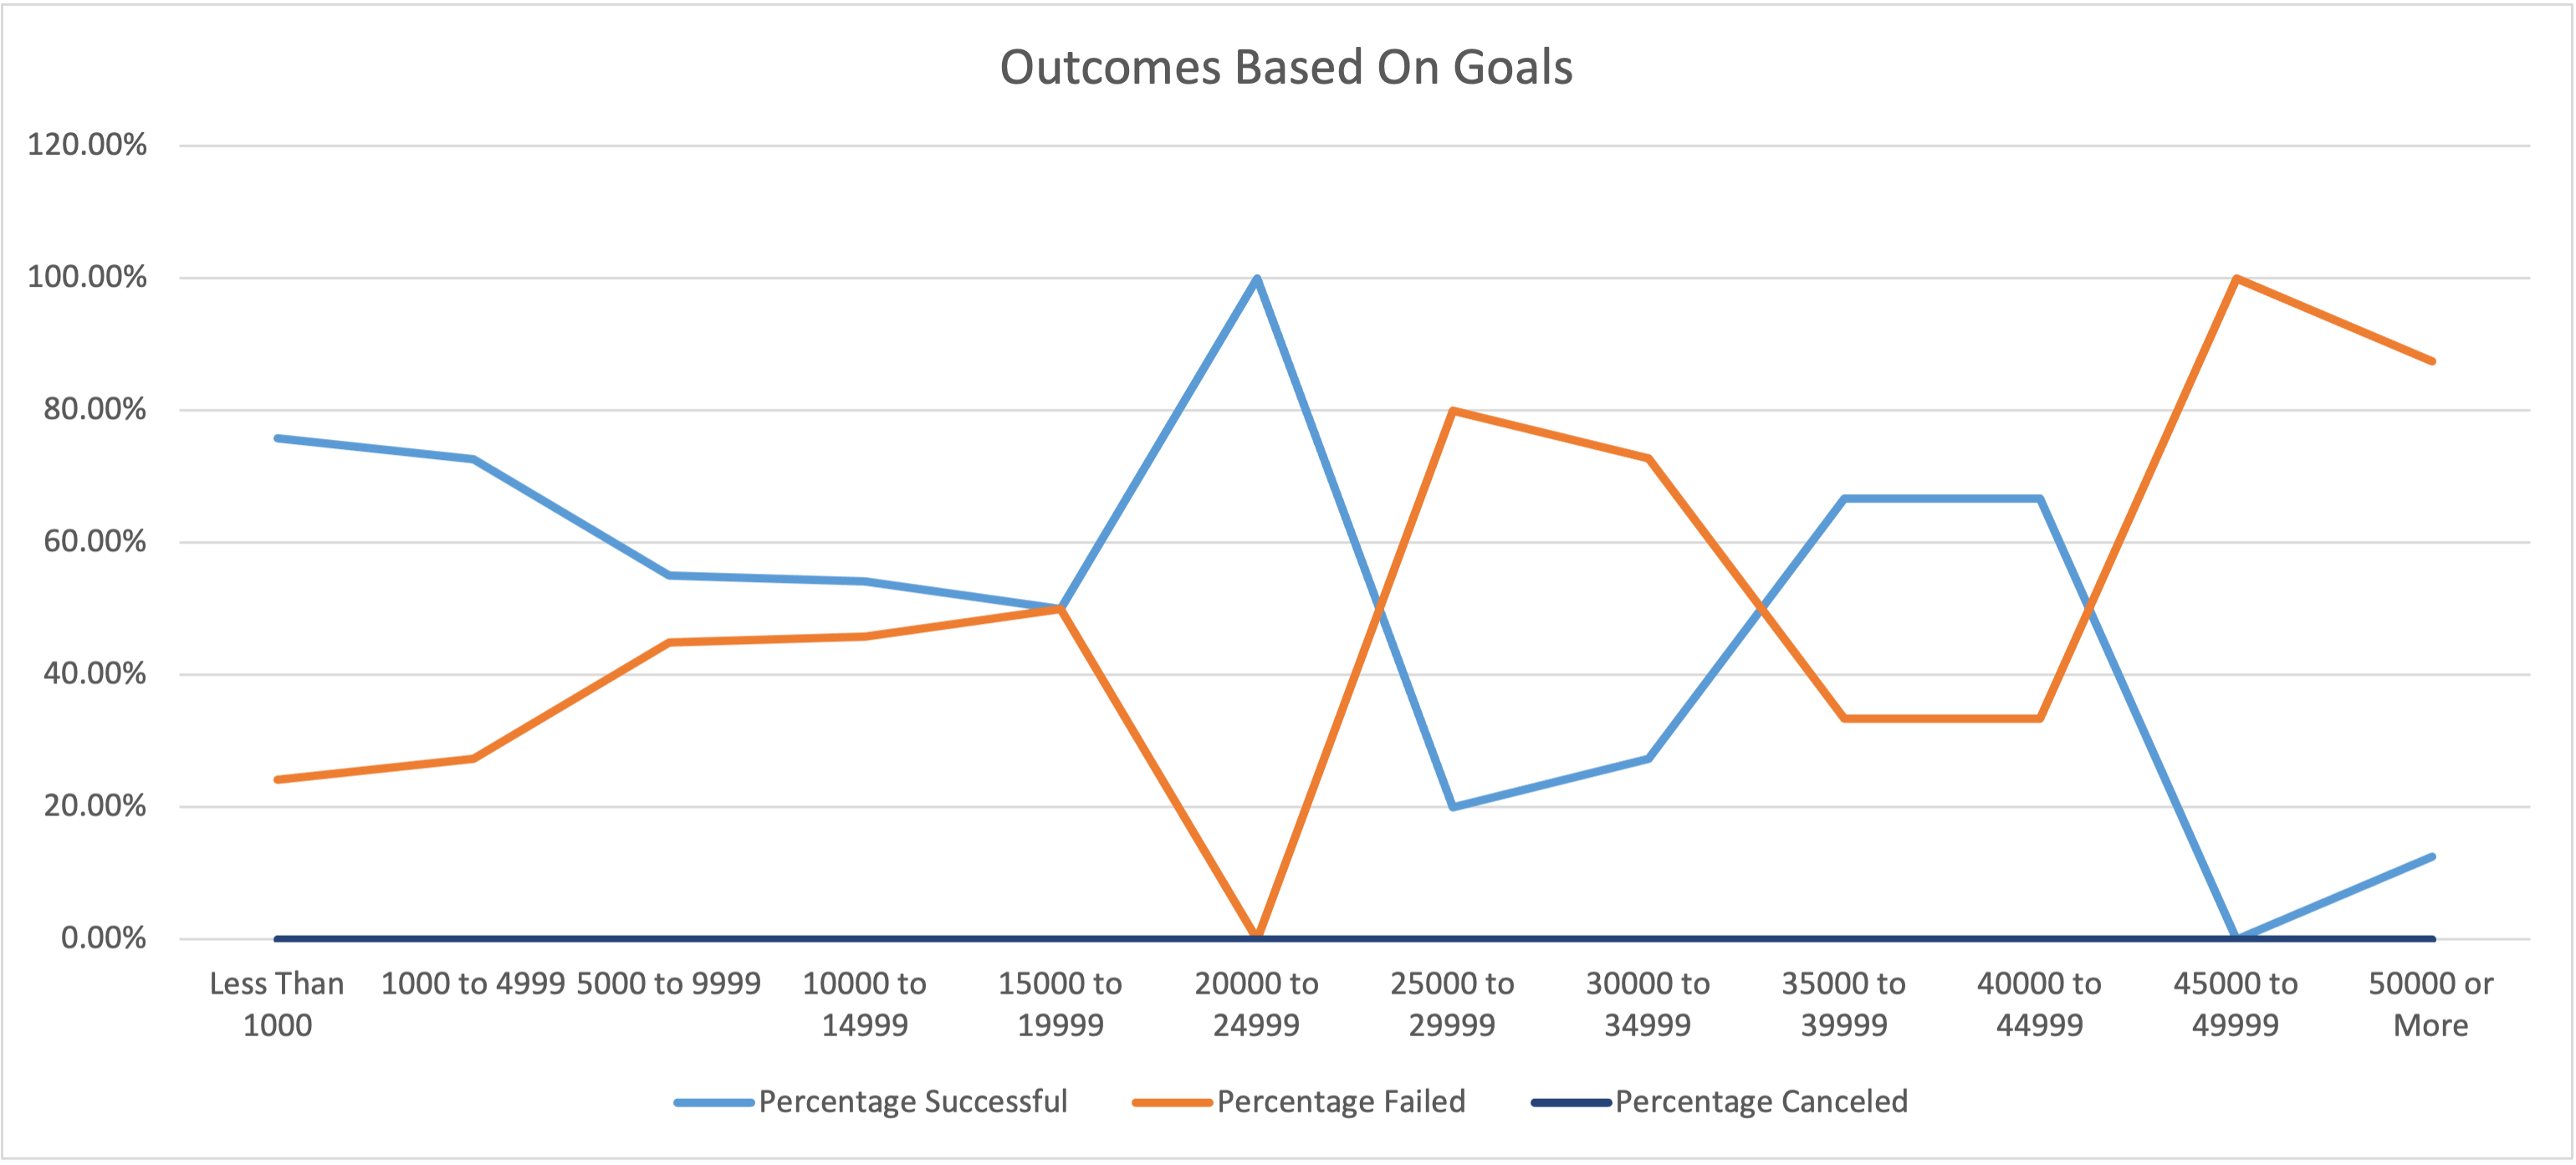 Outcomes Based On Goals
120.00%
100.00%
80.00%
60.00%
40.00%
20.00%
0.00%
Less Than 1000 to 4999 5000 to 9999 10000 to 15000 to 20000 to 25000 to 30000 to 35000 to 40000 to 45000 to 50000 or
1000 14999 19999 24999 29999 34999 39999 44999 49999 More
Percentage Successful Percentage Failed Percentage Canceled